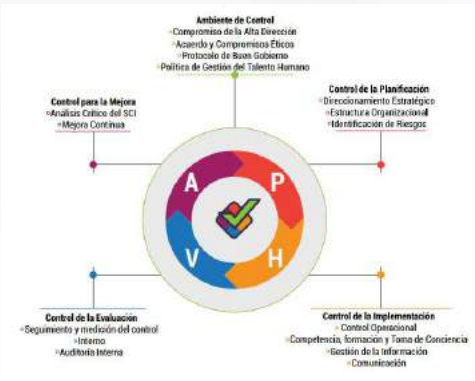 Ambiente de Control
Compromiso de la Alta Dirección
Acuerdo y Compromisos Éticos
Protocolo de Buen Gobierno
Política de Gestión del Talento Humano
Control para la Mejora
Análisis Crítico del SCI
Mejora Continua
Control de la Planificación
Direccionamiento Estratégico
Estructura Organizacional
Identificación de Riesgos
A
P
V
H
Control de la Evaluación
Seguimiento y medición del control
Interno
Auditoría Interna
Control de la Implementación
Control Operacional
Competencia, formación y Toma de Conciencia
Gestión de la Información
Comunicación